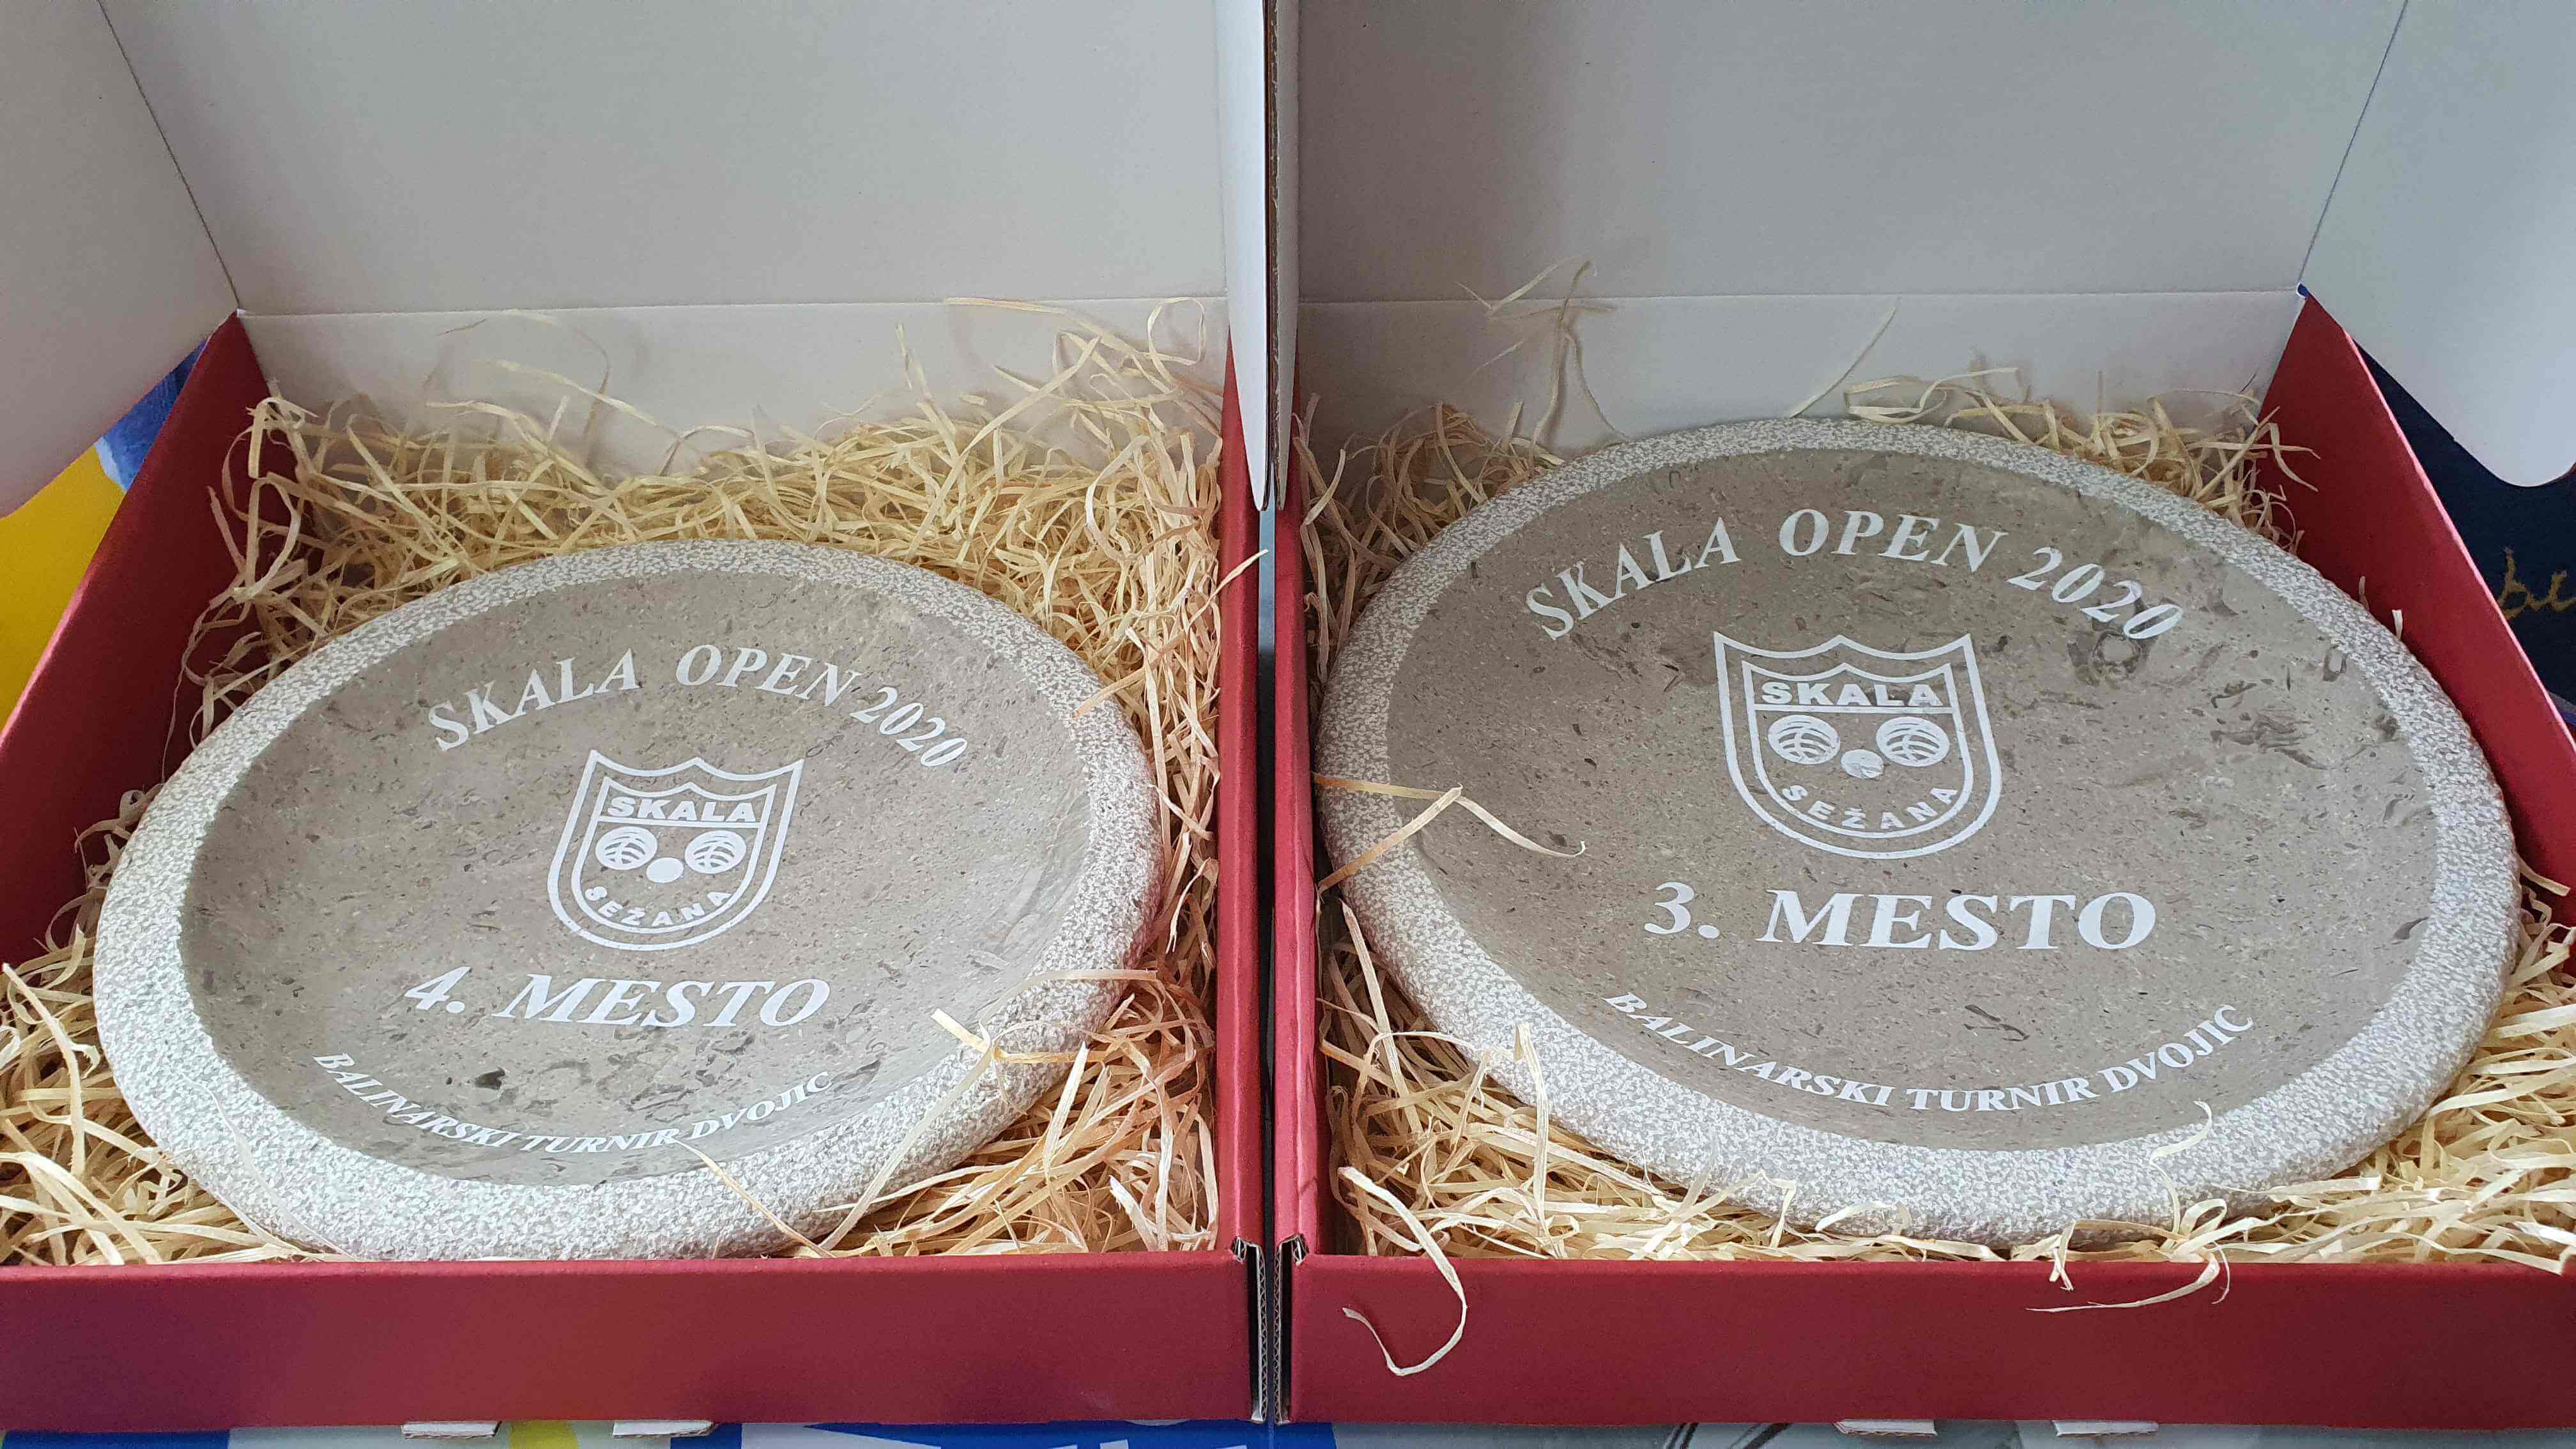 SKALA OPEN 2020
SKALA
SEŽANA
4. MESTO
BALINARSKI TURNIR DVOJIC
SKALA OPEN 2020
SKALA
SEŽANA
3. MESTO
BALINARSKI TURNIR DVOJIC